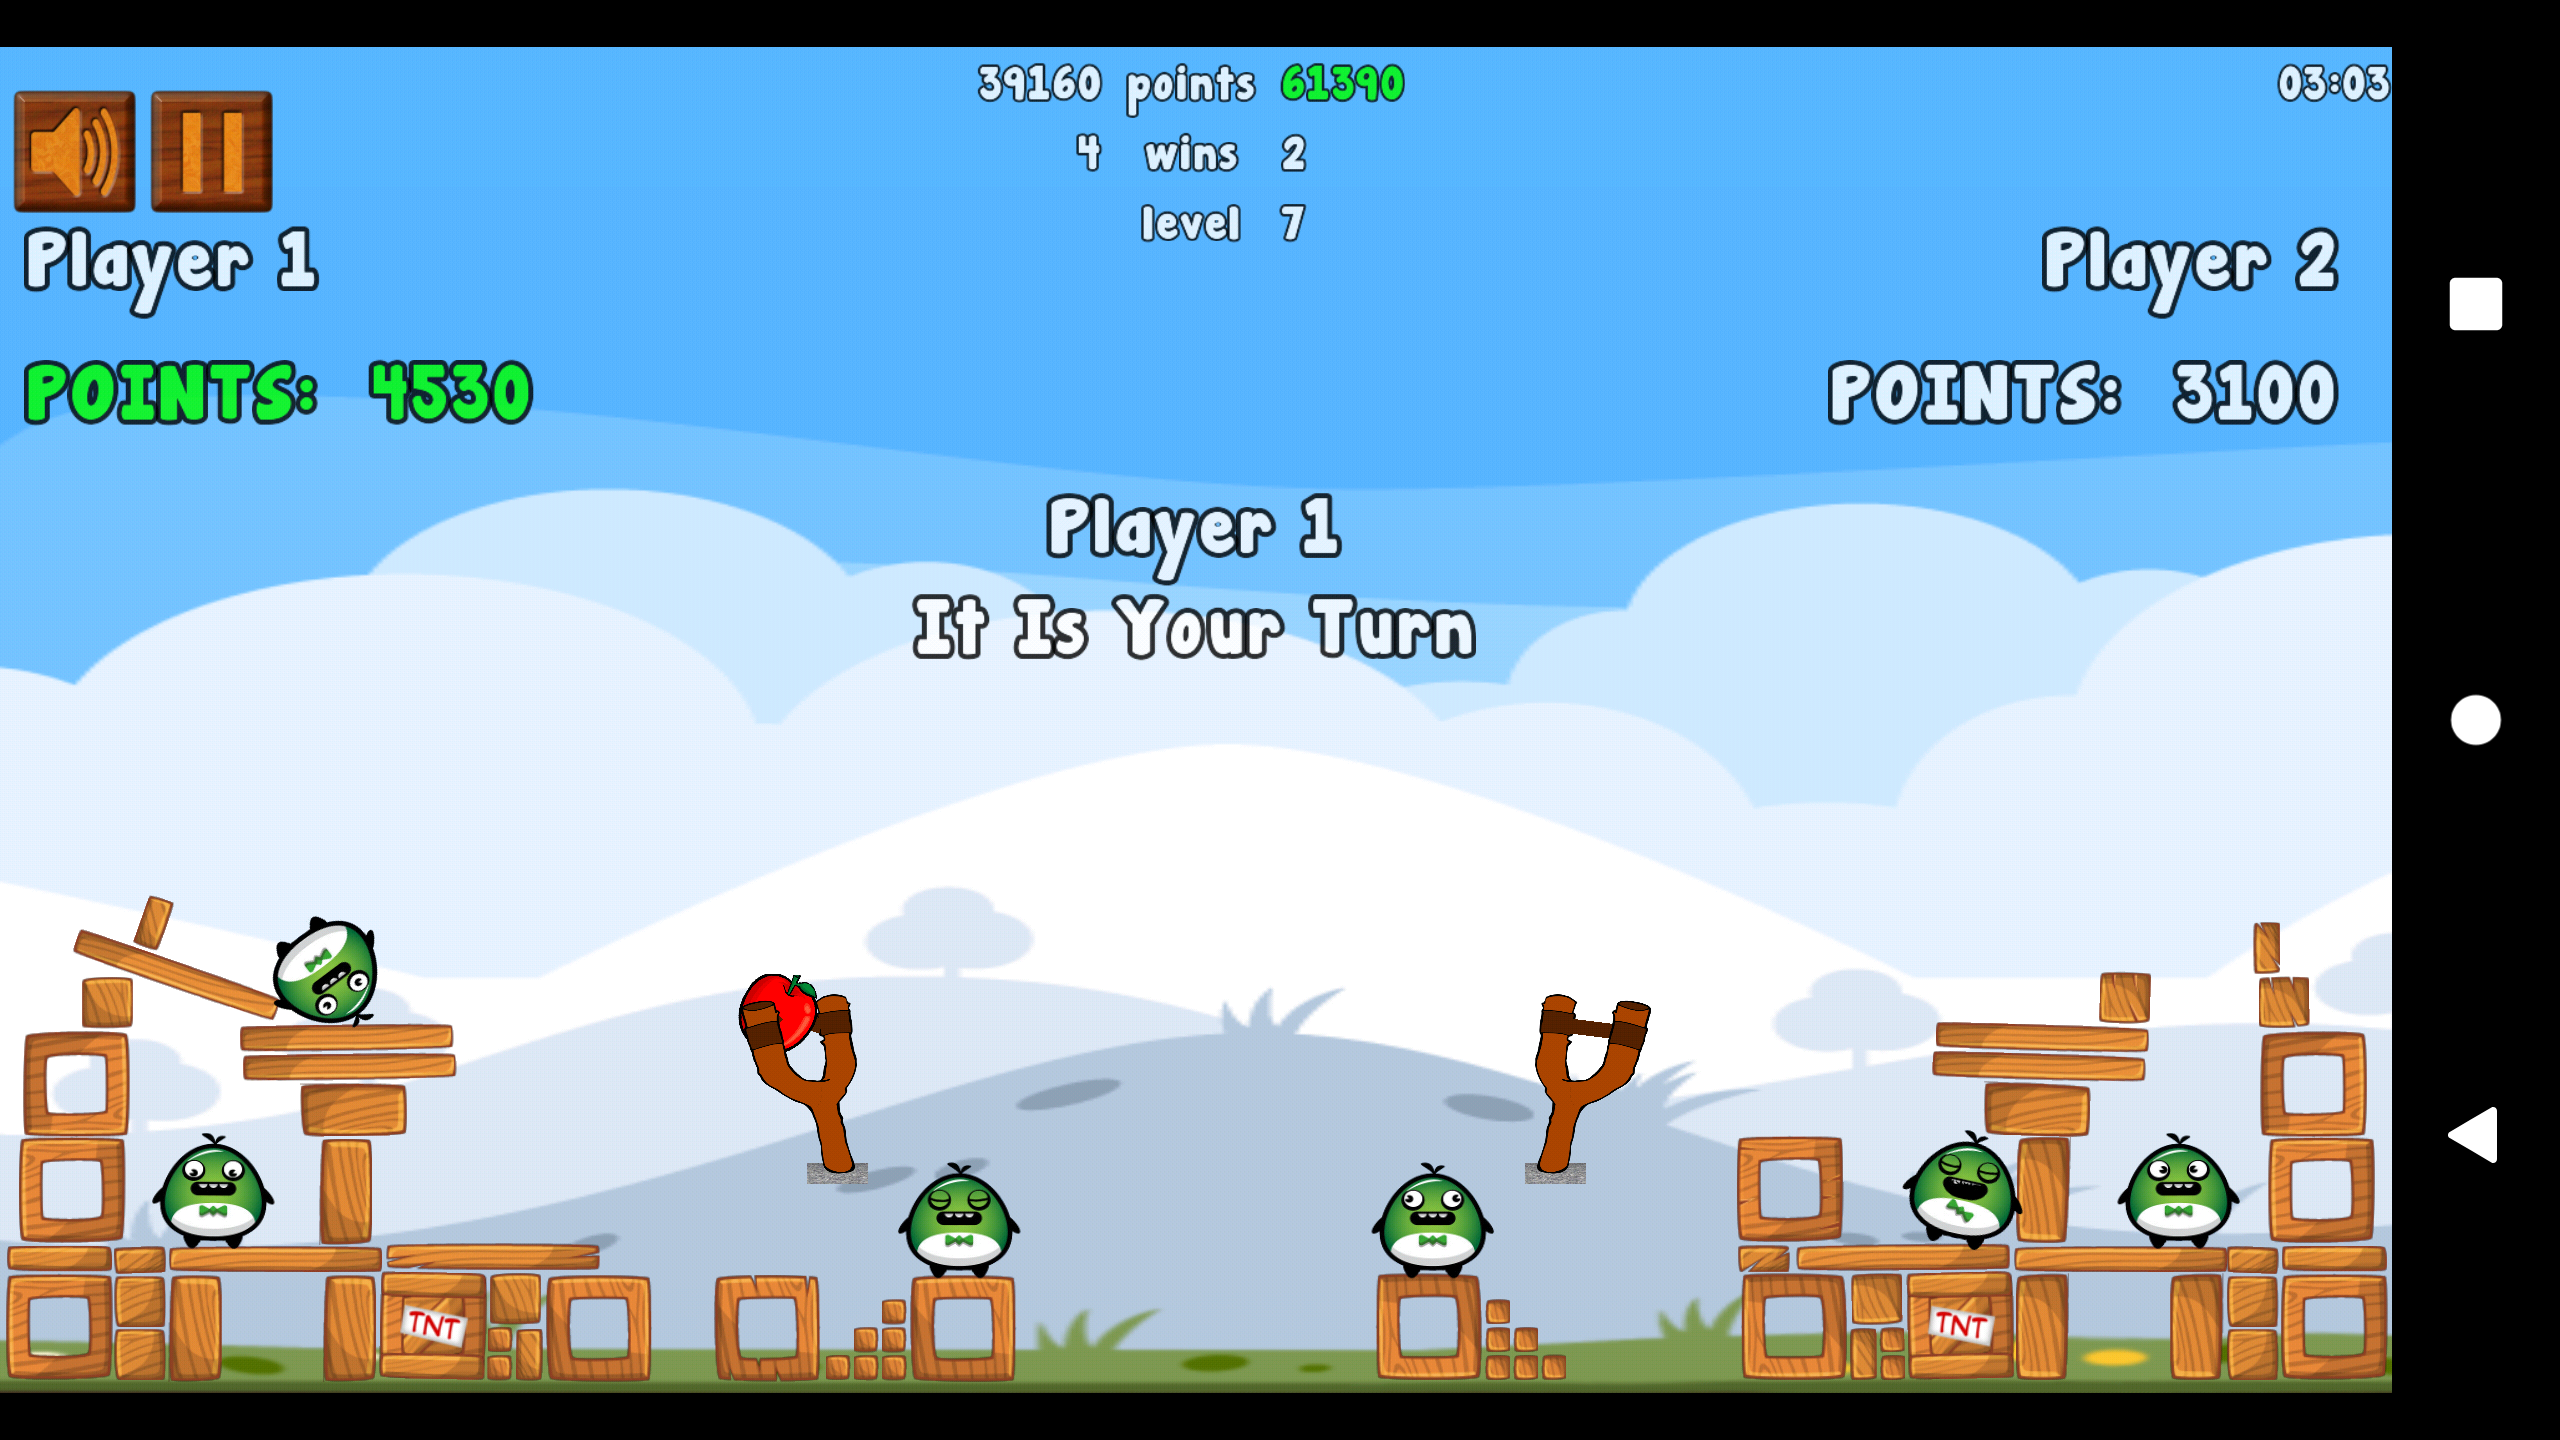 39160 points 61390
03:03
4 wins 2
level 7
Player 1
Player 2
POINTS: 4530
POINTS: 3100
Player 1
It Is Your Turn
TNT
TNT